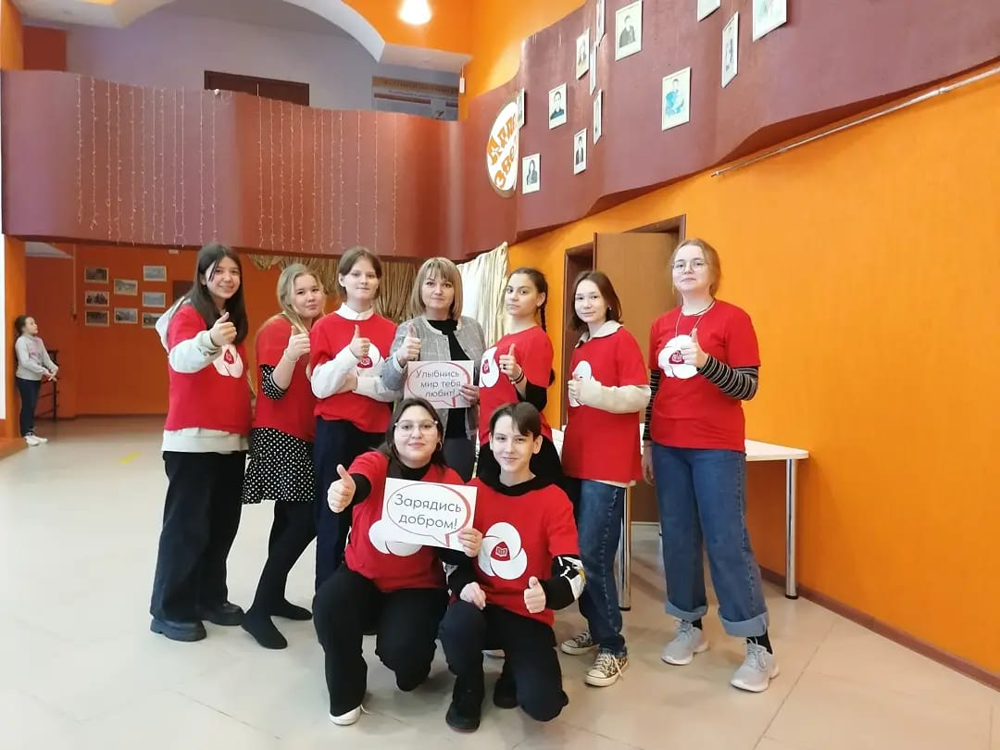 Улыбнись
мир тебя
любит!
Зарядись
добром!